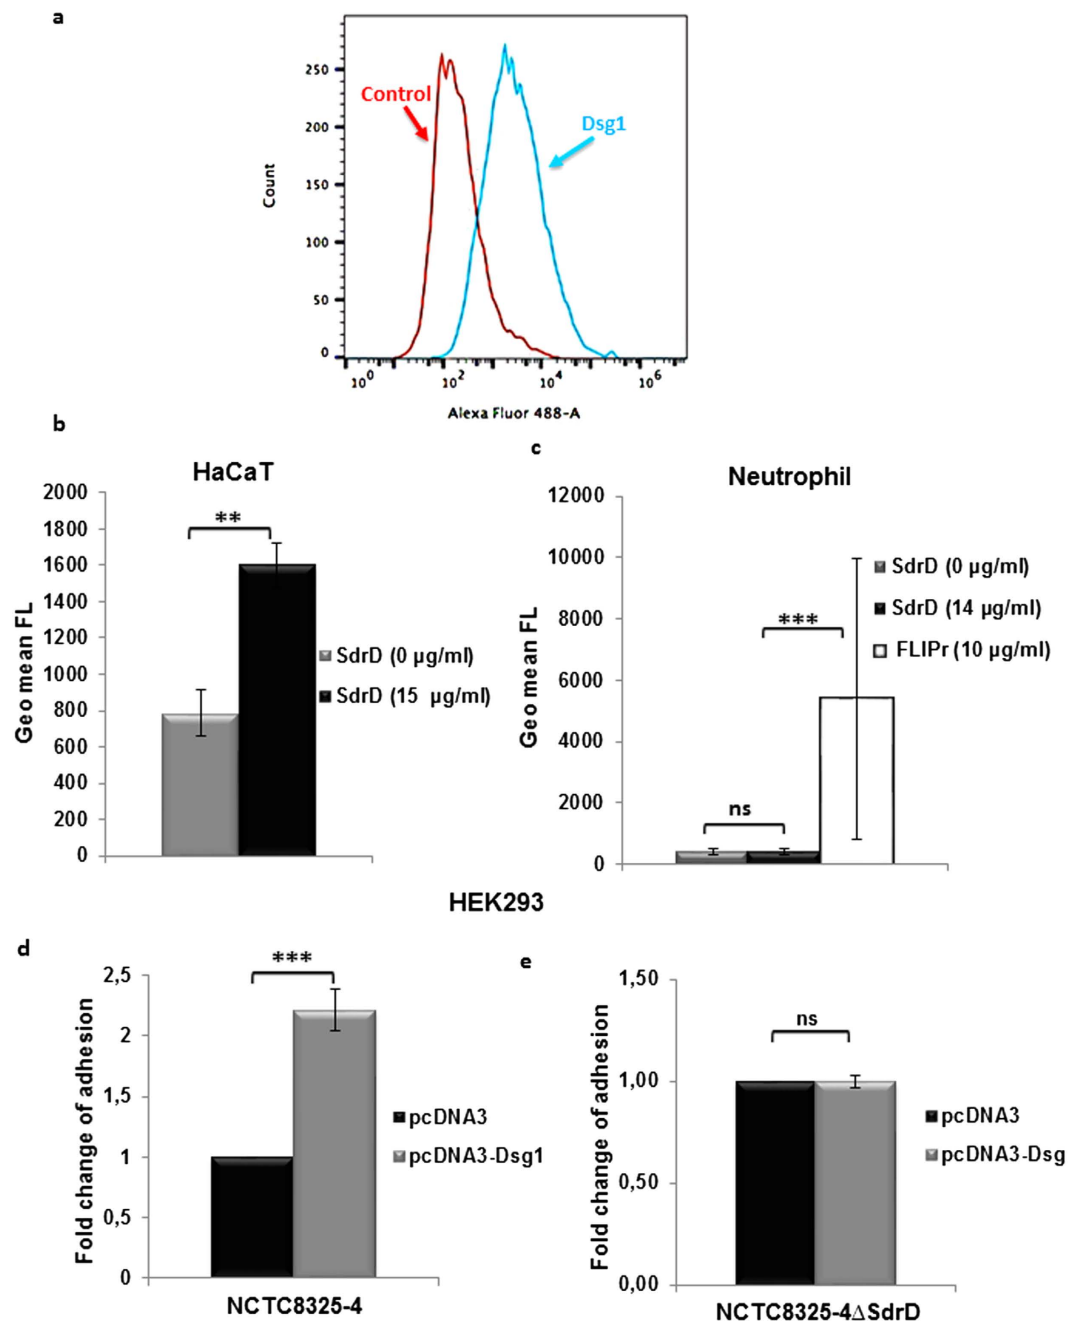 a
250
200
150
100
50
0
Count
Control
Dsg1
10^0 10^2 10^4 10^6
Alexa Fluor 488-A
b
HaCaT
2000
1800
1600
1400
1200
1000
800
600
400
200
0
Geo mean FL
**
SdrD (0 µg/ml)
SdrD (15 µg/ml)
c
Neutrophil
12000
10000
8000
6000
4000
2000
0
Geo mean FL
ns
***
SdrD (0 µg/ml)
SdrD (14 µg/ml)
FLIPr (10 µg/ml)
HEK293
d
2,5
2
1,5
1
0,5
0
Fold change of adhesion
***
pcDNA3
pcDNA3-Dsg1
NCTC8325-4
e
1,50
1,00
0,50
0,00
Fold change of adhesion
ns
pcDNA3
pcDNA3-Dsg
NCTC8325-4ΔSdrD